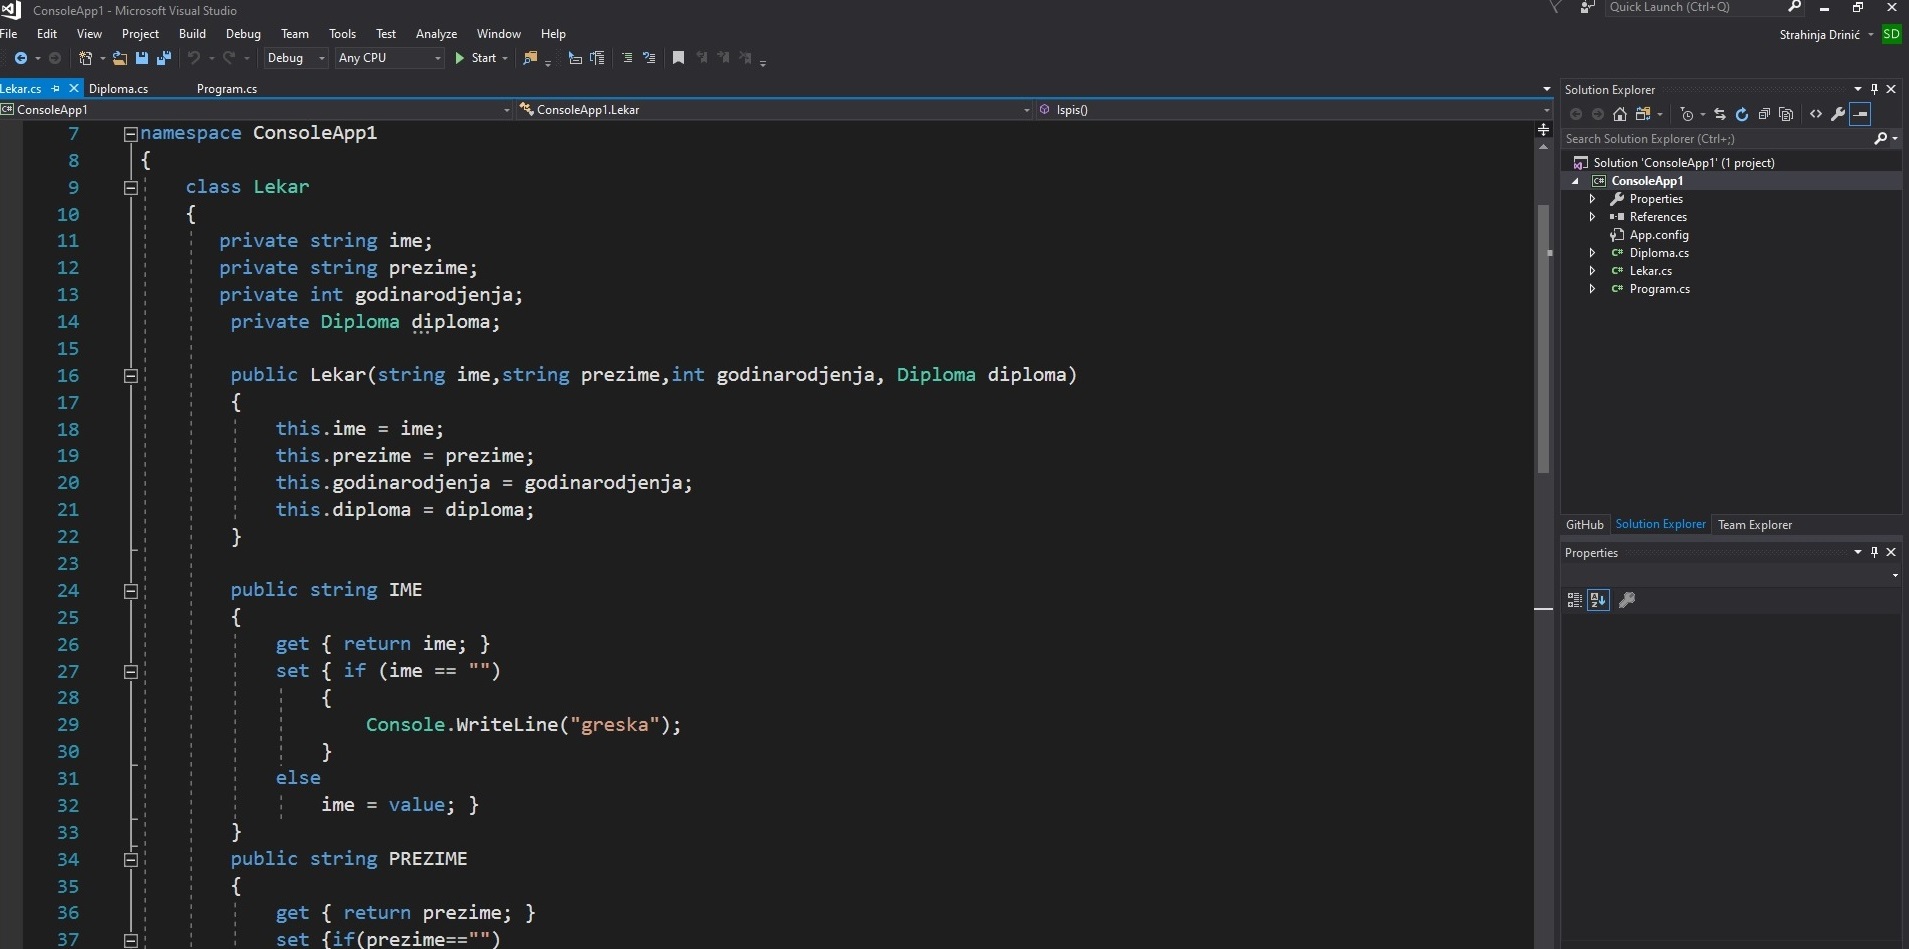 ConsoleApp1 - Microsoft Visual Studio
Quick Launch (Ctrl+Q)
File Edit View Project Build Debug Team Tools Test Analyze Window Help
Strahinja Drinić SD
Debug Any CPU Start
Lekar.cs Diploma.cs Program.cs
C# ConsoleApp1 ConsoleApp1.Lekar Ispis()
7 namespace ConsoleApp1
8 {
9 class Lekar
10 {
11 private string ime;
12 private string prezime;
13 private int godinarodjenja;
14 private Diploma diploma;
15
16 public Lekar(string ime,string prezime,int godinarodjenja, Diploma diploma)
17 {
18 this.ime = ime;
19 this.prezime = prezime;
20 this.godinarodjenja = godinarodjenja;
21 this.diploma = diploma;
22 }
23
24 public string IME
25 {
26 get { return ime; }
27 set { if (ime == "")
28 {
29 Console.WriteLine("greska");
30 }
31 else
32 ime = value; }
33 }
34 public string PREZIME
35 {
36 get { return prezime; }
37 set {if(prezime=="")
Solution Explorer
Search Solution Explorer (Ctrl+;)
Solution 'ConsoleApp1' (1 project)
C# ConsoleApp1
Properties
References
App.config
C# Diploma.cs
C# Lekar.cs
C# Program.cs
GitHub Solution Explorer Team Explorer
Properties